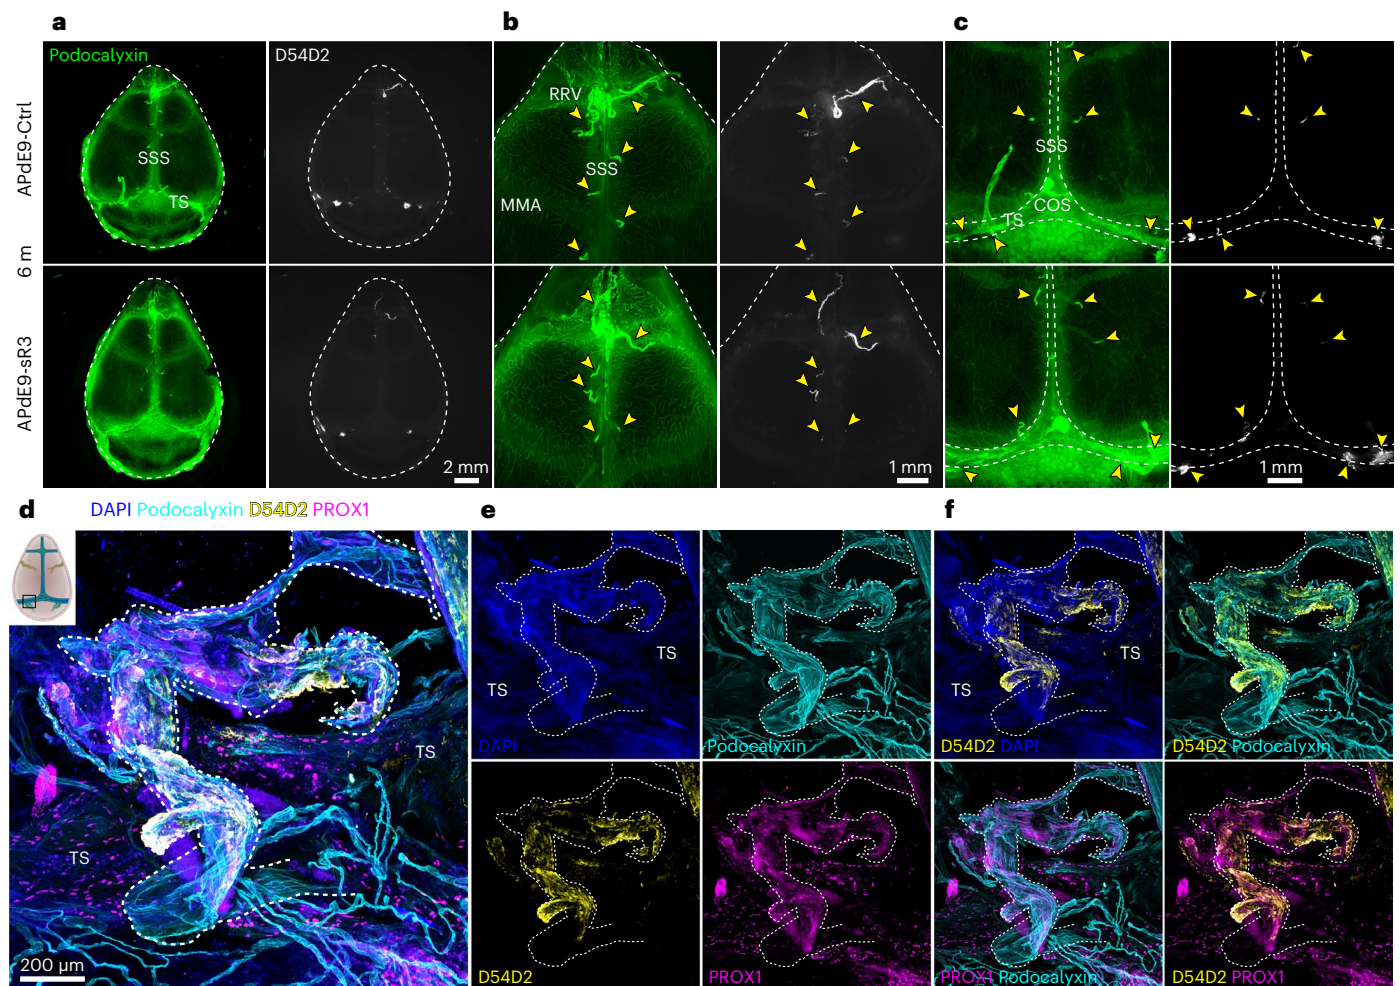 a
b
c
Podocalyxin
D54D2
APdE9-Ctrl
6 m
APdE9-sR3
SSS
TS
RRV
SSS
MMA
SSS
COS
TS
2 mm
1 mm
1 mm
d
DAPI Podocalyxin D54D2 PROX1
TS
TS
200 µm
e
TS
TS
DAPI
Podocalyxin
D54D2
PROX1
f
TS
TS
D54D2 DAPI
D54D2 Podocalyxin
PROX1 Podocalyxin
D54D2 PROX1